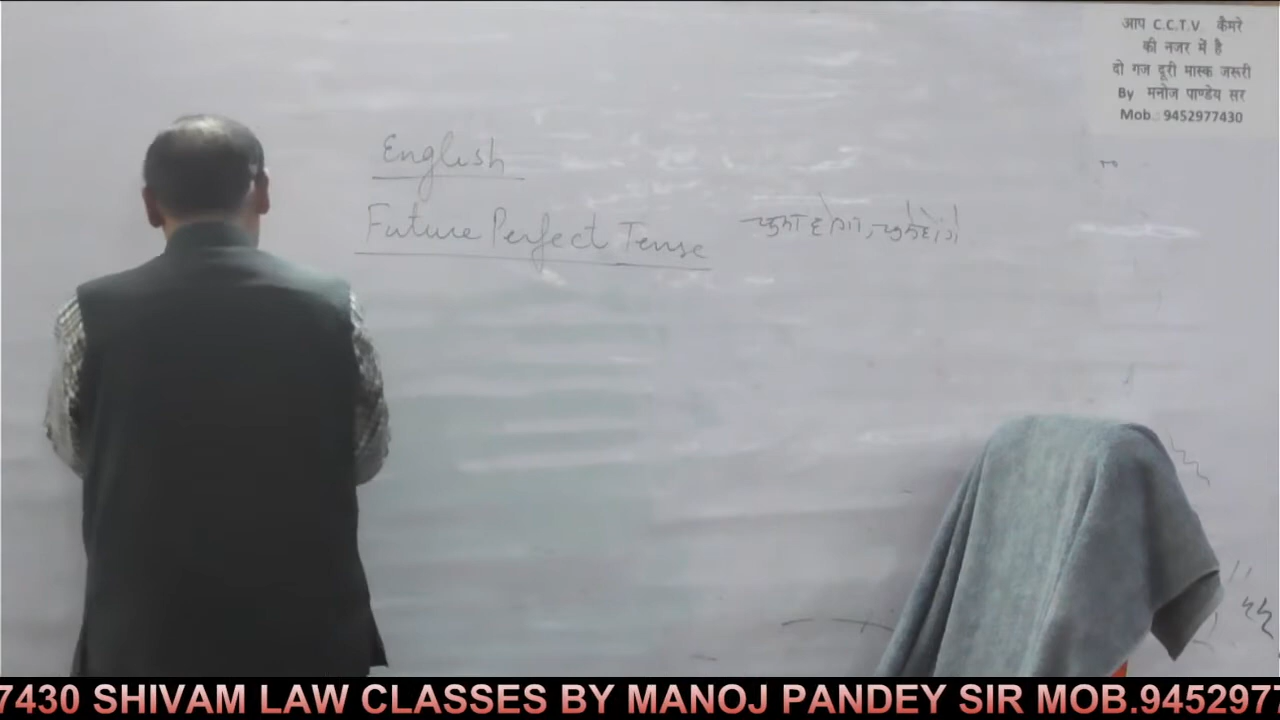 आप C.C.T.V. कैमरे
की नजर में है
दो गज दूरी मास्क जरूरी
By मनोज पाण्डेय सर
Mob. 9452977430
English
Future Perfect Tense चुका होगा, चुके होंगे
7430 SHIVAM LAW CLASSES BY MANOJ PANDEY SIR MOB.945297